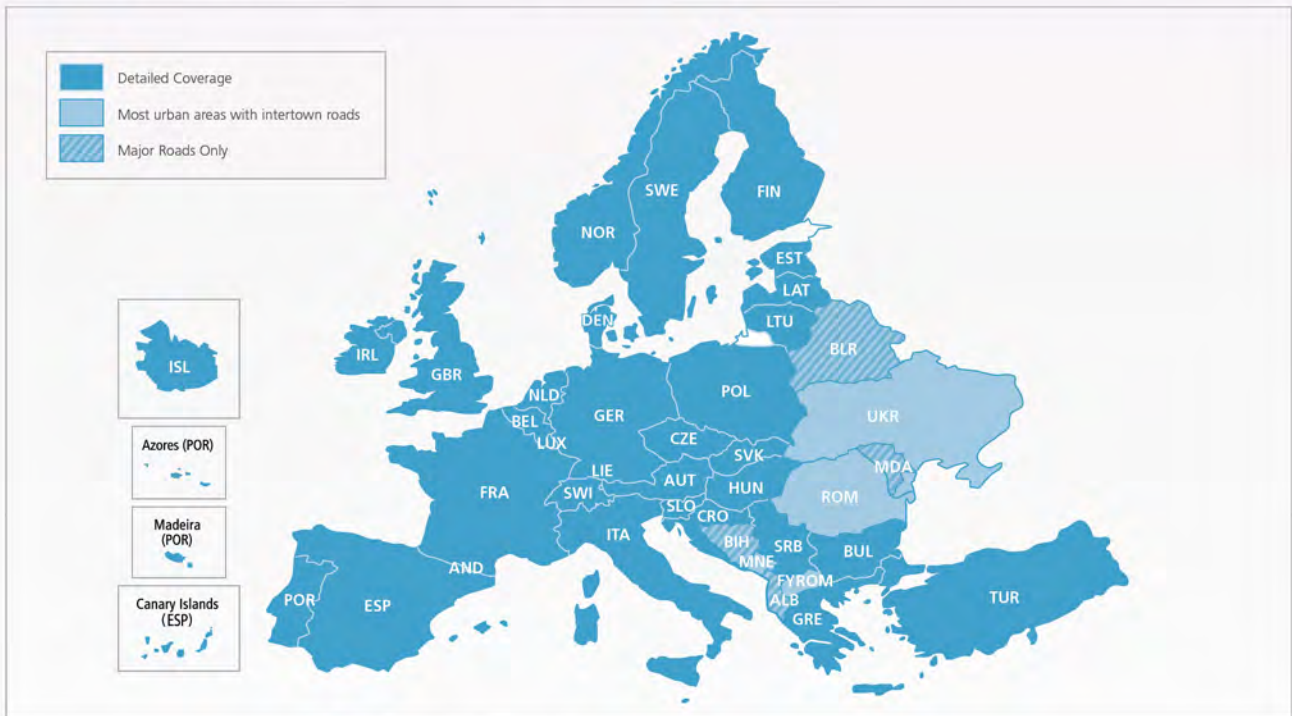 Detailed Coverage
Most urban areas with intertown roads
Major Roads Only
SWE
FIN
NOR
EST
LAT
DEN
LTU
ISL
IRL
BLR
GBR
NLD
POL
GER
UKR
BEL
CZE
LUX
SVK
Azores (POR)
LIE
MDA
AUT
HUN
FRA
SWI
ROM
SLO
CRO
Madeira
(POR)
ITA
BIH
SRB
BUL
MNE
AND
FYROM
Canary Islands
(ESP)
POR
ESP
ALB
TUR
GRE